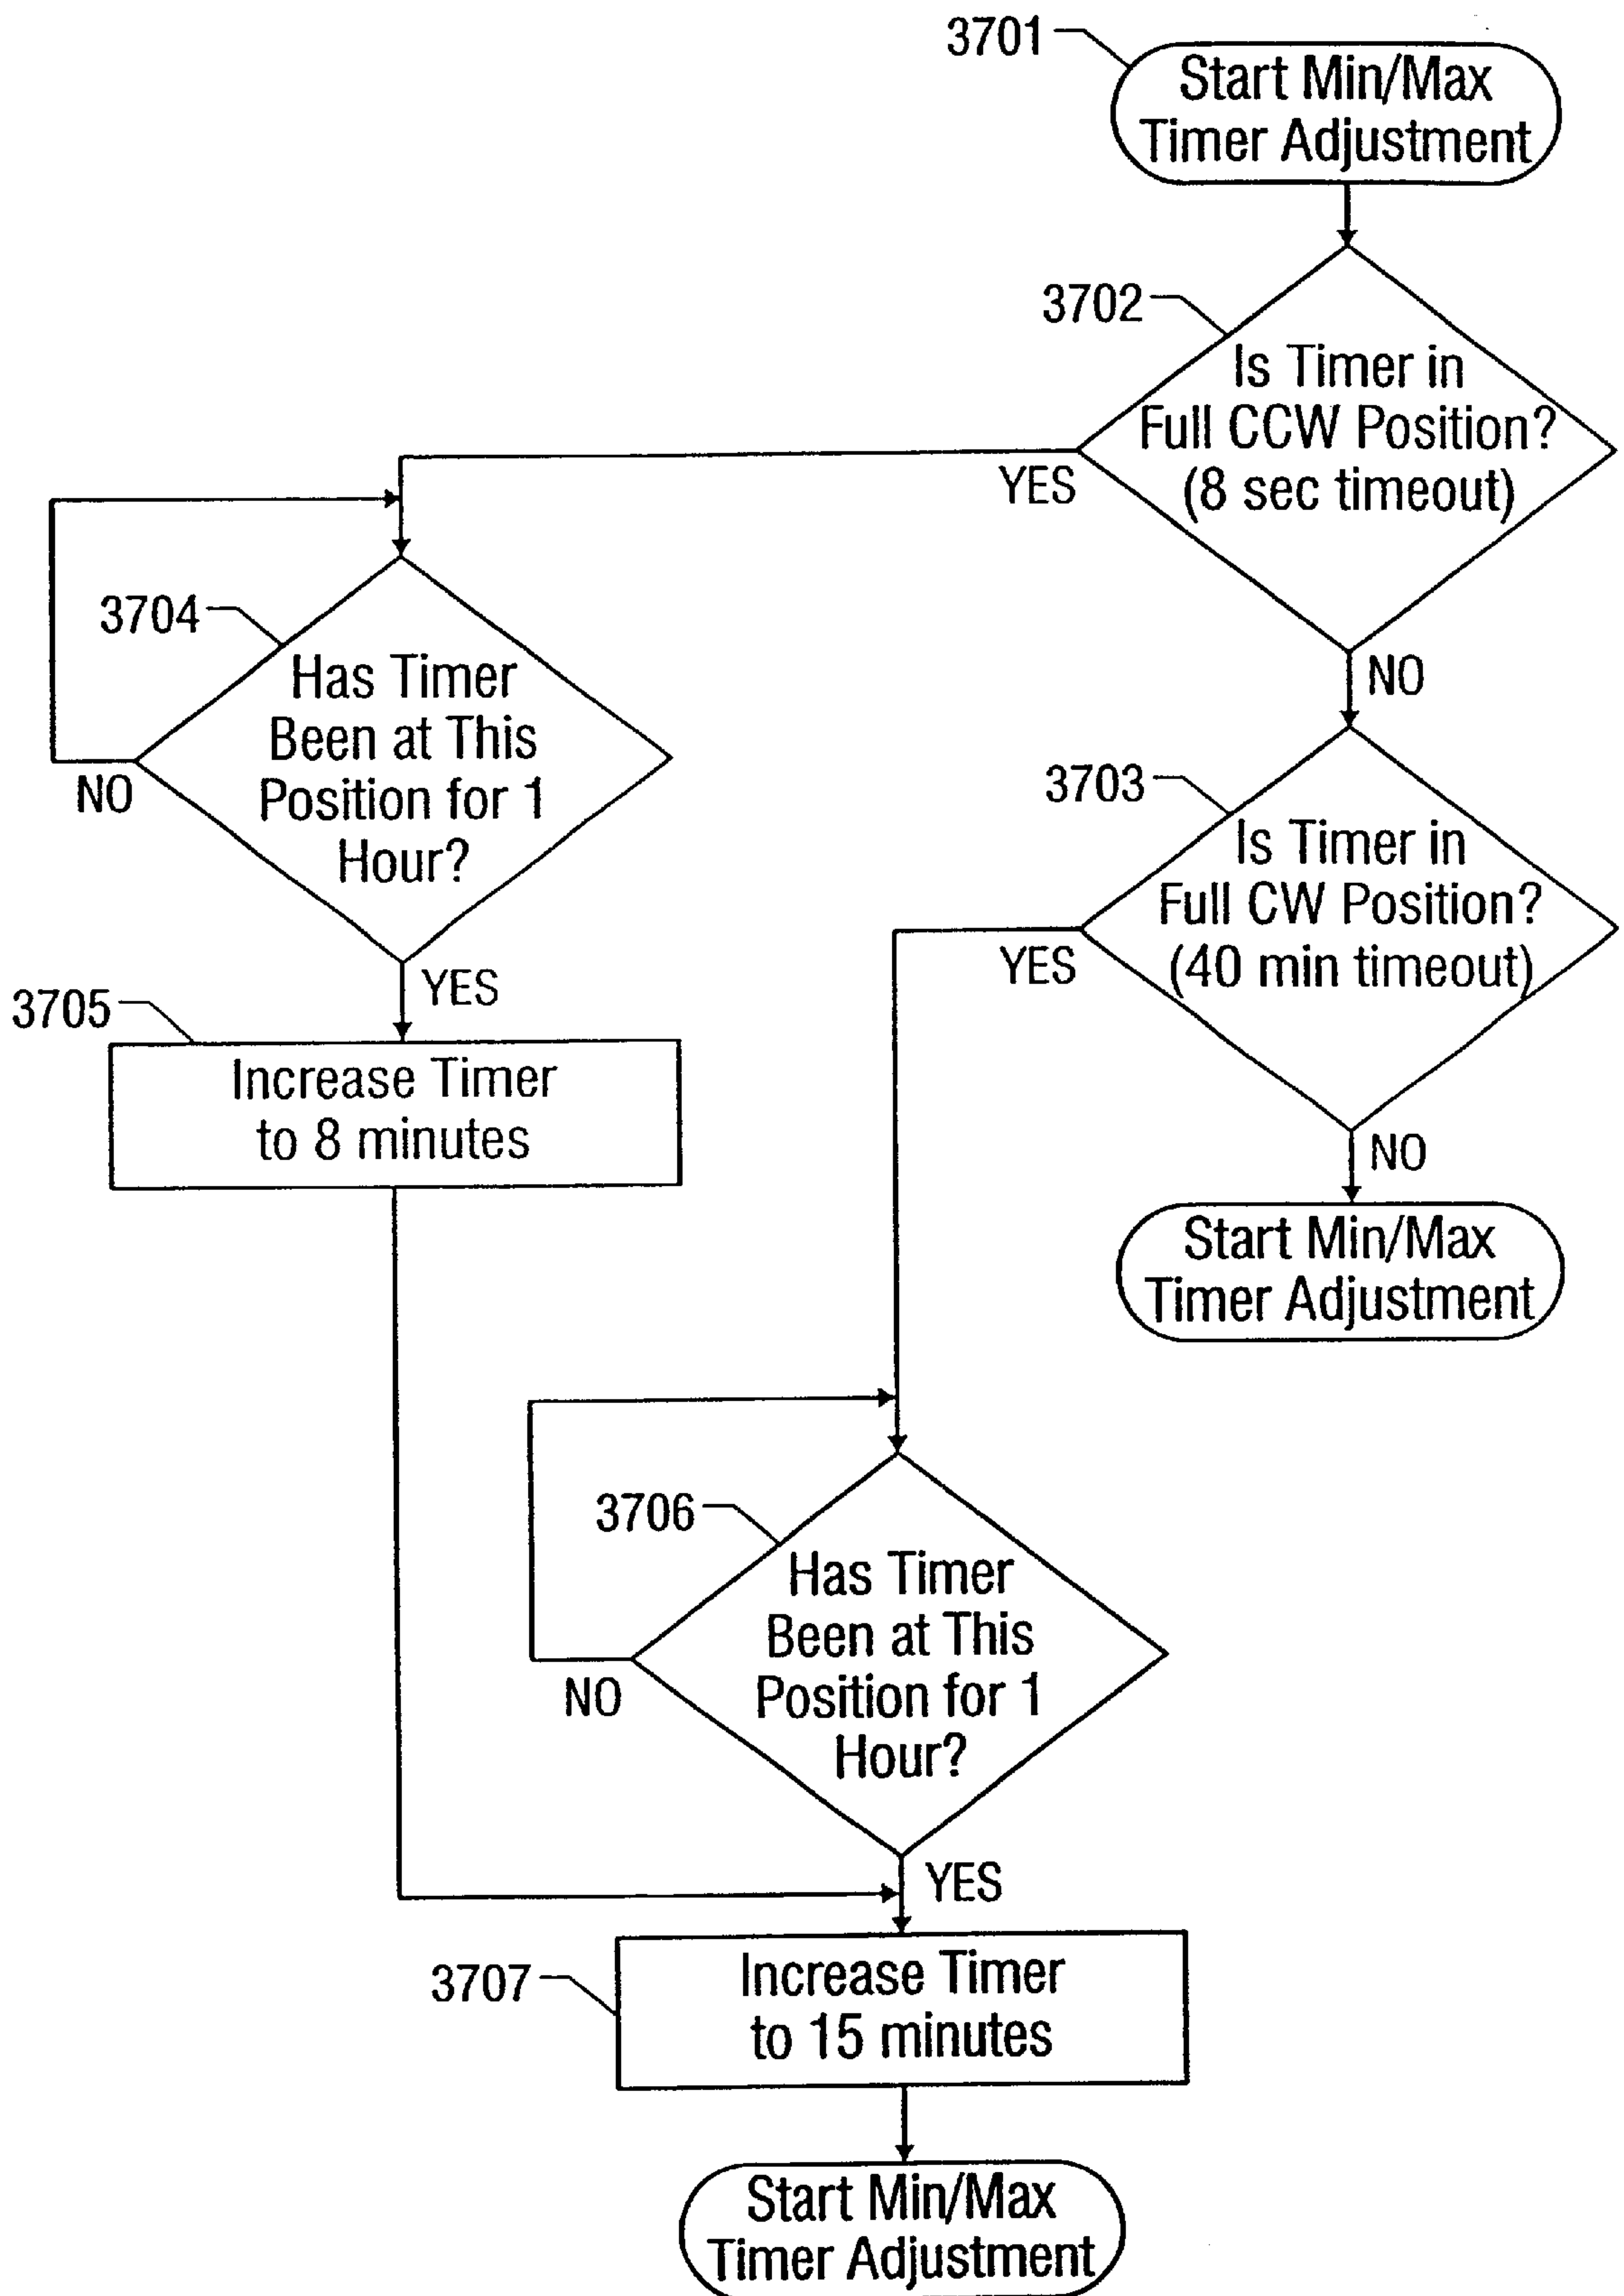 3701
Start Min/Max
Timer Adjustment
3702
Is Timer in
Full CCW Position?
(8 sec timeout)
YES
NO
3704
Has Timer
Been at This
Position for 1
Hour?
NO
YES
3703
Is Timer in
Full CW Position?
(40 min timeout)
YES
NO
3705
Increase Timer
to 8 minutes
Start Min/Max
Timer Adjustment
3706
Has Timer
Been at This
Position for 1
Hour?
NO
YES
3707
Increase Timer
to 15 minutes
Start Min/Max
Timer Adjustment